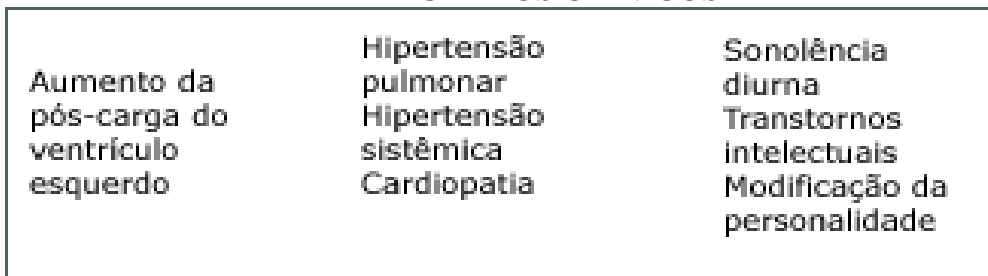 Aumento da
pós-carga do
ventrículo
esquerdo
Hipertensão
pulmonar
Hipertensão
sistêmica
Cardiopatia
Sonolência
diurna
Transtornos
intelectuais
Modificação da
personalidade